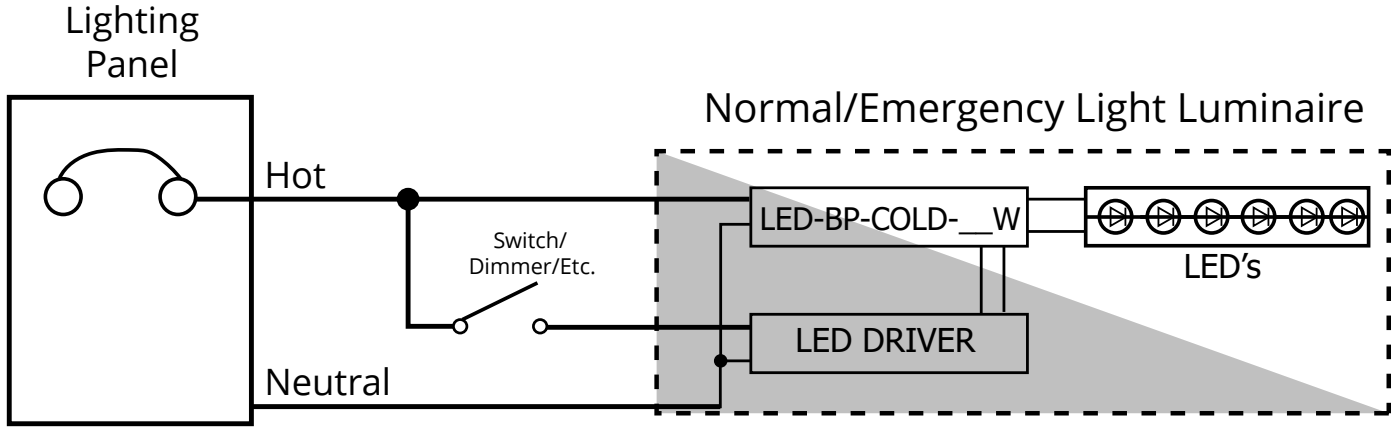 Lighting
Panel
Normal/Emergency Light Luminaire
Hot
LED-BP-COLD-__W
Switch/
Dimmer/Etc.
LED's
LED DRIVER
Neutral